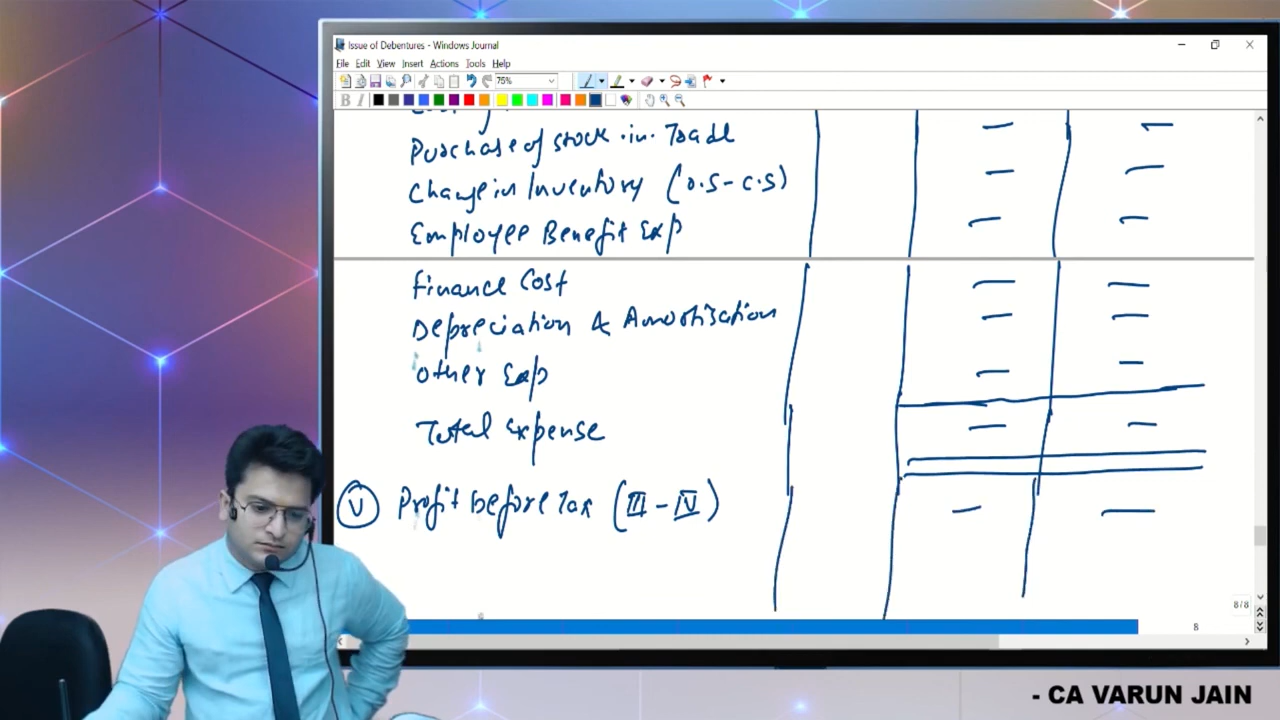 Issue of Debentures - Windows Journal
File Edit View Insert Actions Tools Help
75%
B I
Purchase of stock.in.Trade
Change in Inventory (O.S - C.S)
Employee Benefit Exp
Finance Cost
Depreciation & Amortisation
Other Exp
Total Expense
V Profit before Tax (III - IV)
8/8
8
- CA VARUN JAIN